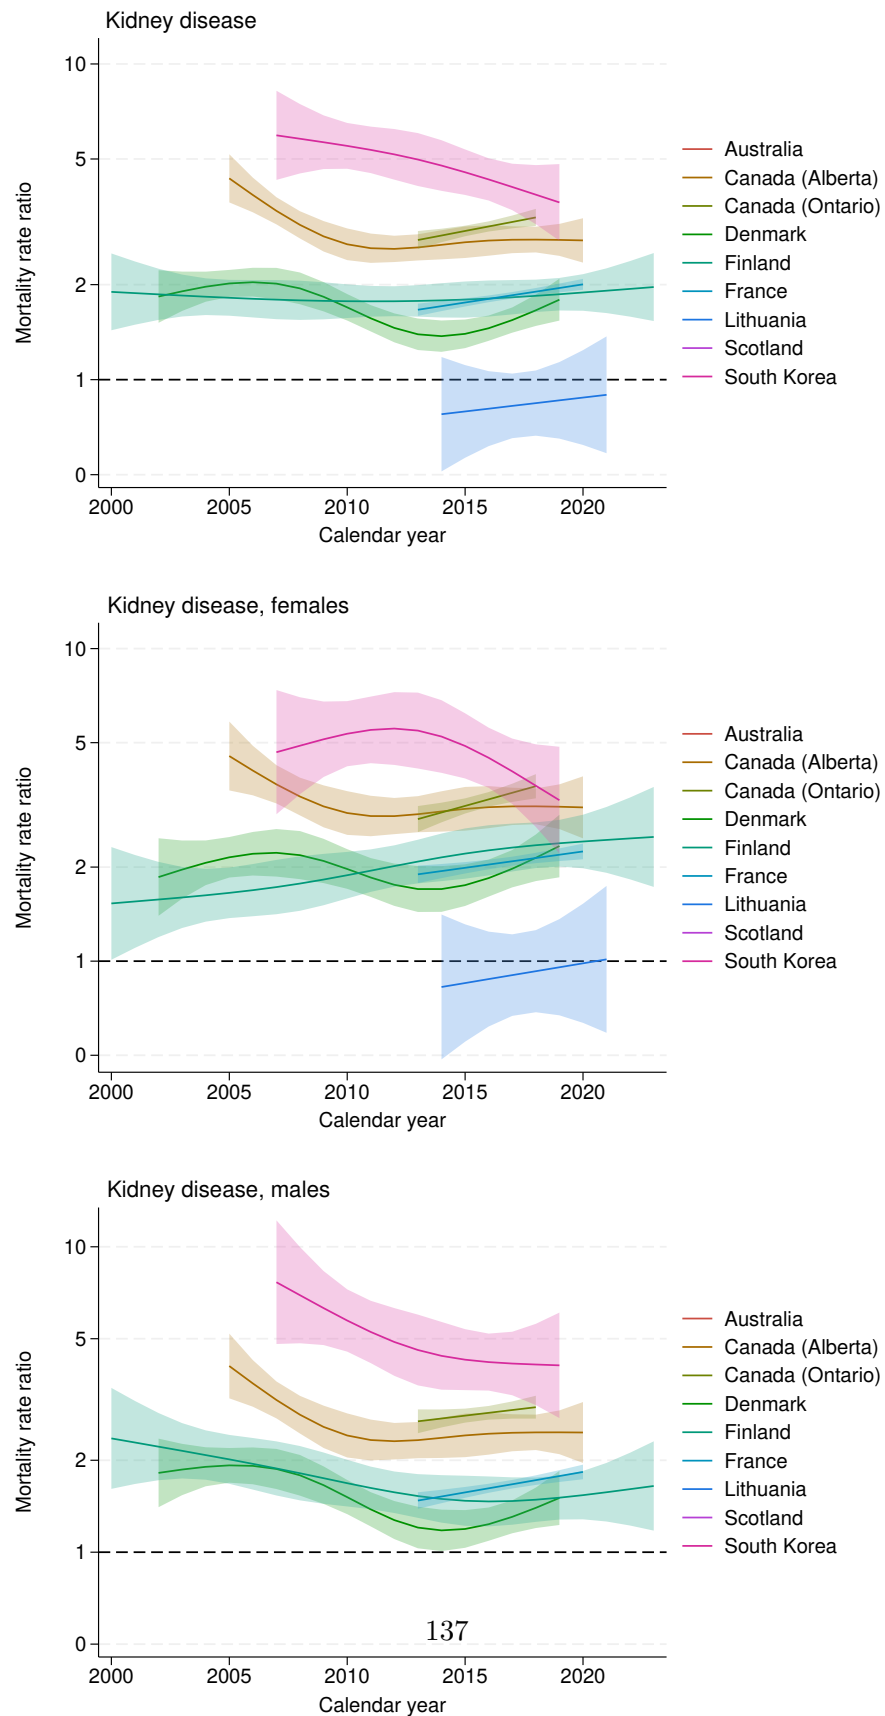 Kidney disease
Mortality rate ratio
10
5
2
1
0
2000 2005 2010 2015 2020
Calendar year
Australia
Canada (Alberta)
Canada (Ontario)
Denmark
Finland
France
Lithuania
Scotland
South Korea
Kidney disease, females
Mortality rate ratio
10
5
2
1
0
2000 2005 2010 2015 2020
Calendar year
Australia
Canada (Alberta)
Canada (Ontario)
Denmark
Finland
France
Lithuania
Scotland
South Korea
Kidney disease, males
Mortality rate ratio
10
5
2
1
0
2000 2005 2010 2015 2020
Calendar year
Australia
Canada (Alberta)
Canada (Ontario)
Denmark
Finland
France
Lithuania
Scotland
South Korea
137